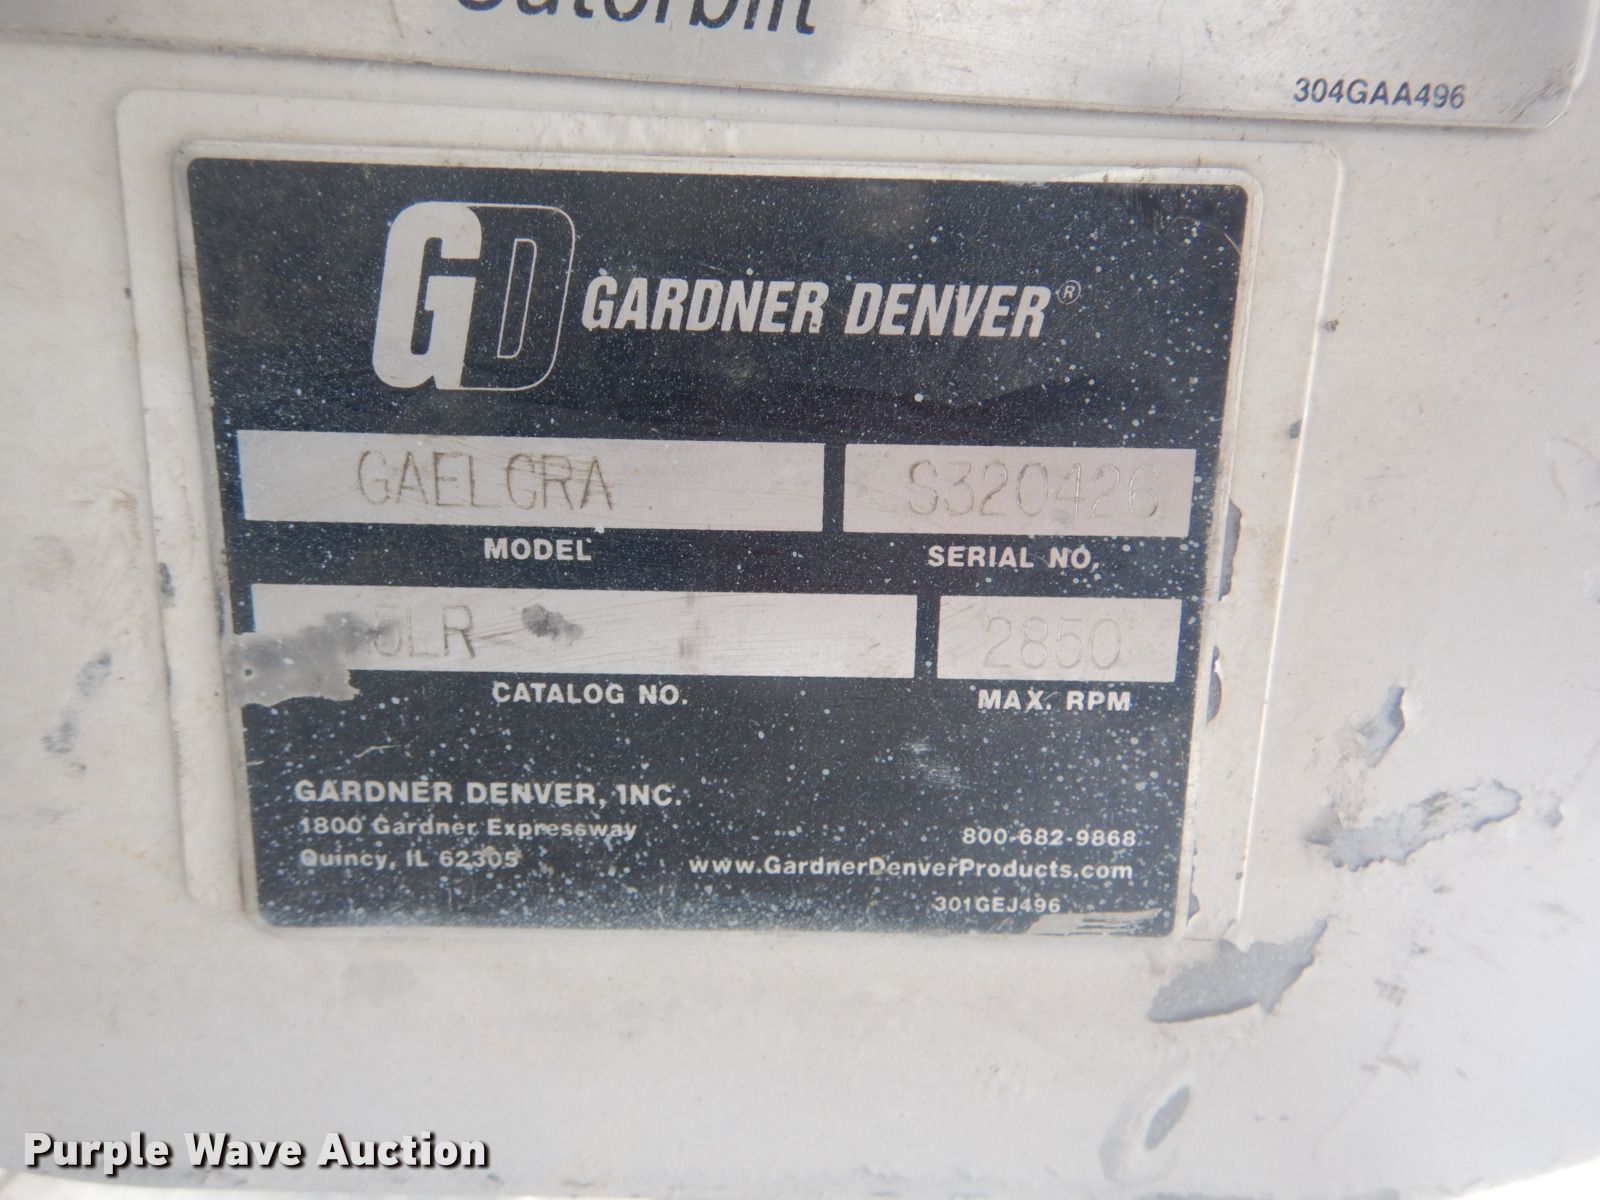 304GAA496
GD GARDNER DENVER®
GAELCRA S320426
MODEL SERIAL NO.
5LR 2850
CATALOG NO. MAX. RPM
GARDNER DENVER, INC.
1800 Gardner Expressway 800-682-9868
Quincy, IL 62305 www.GardnerDenverProducts.com
301GEJ496
Purple Wave Auction